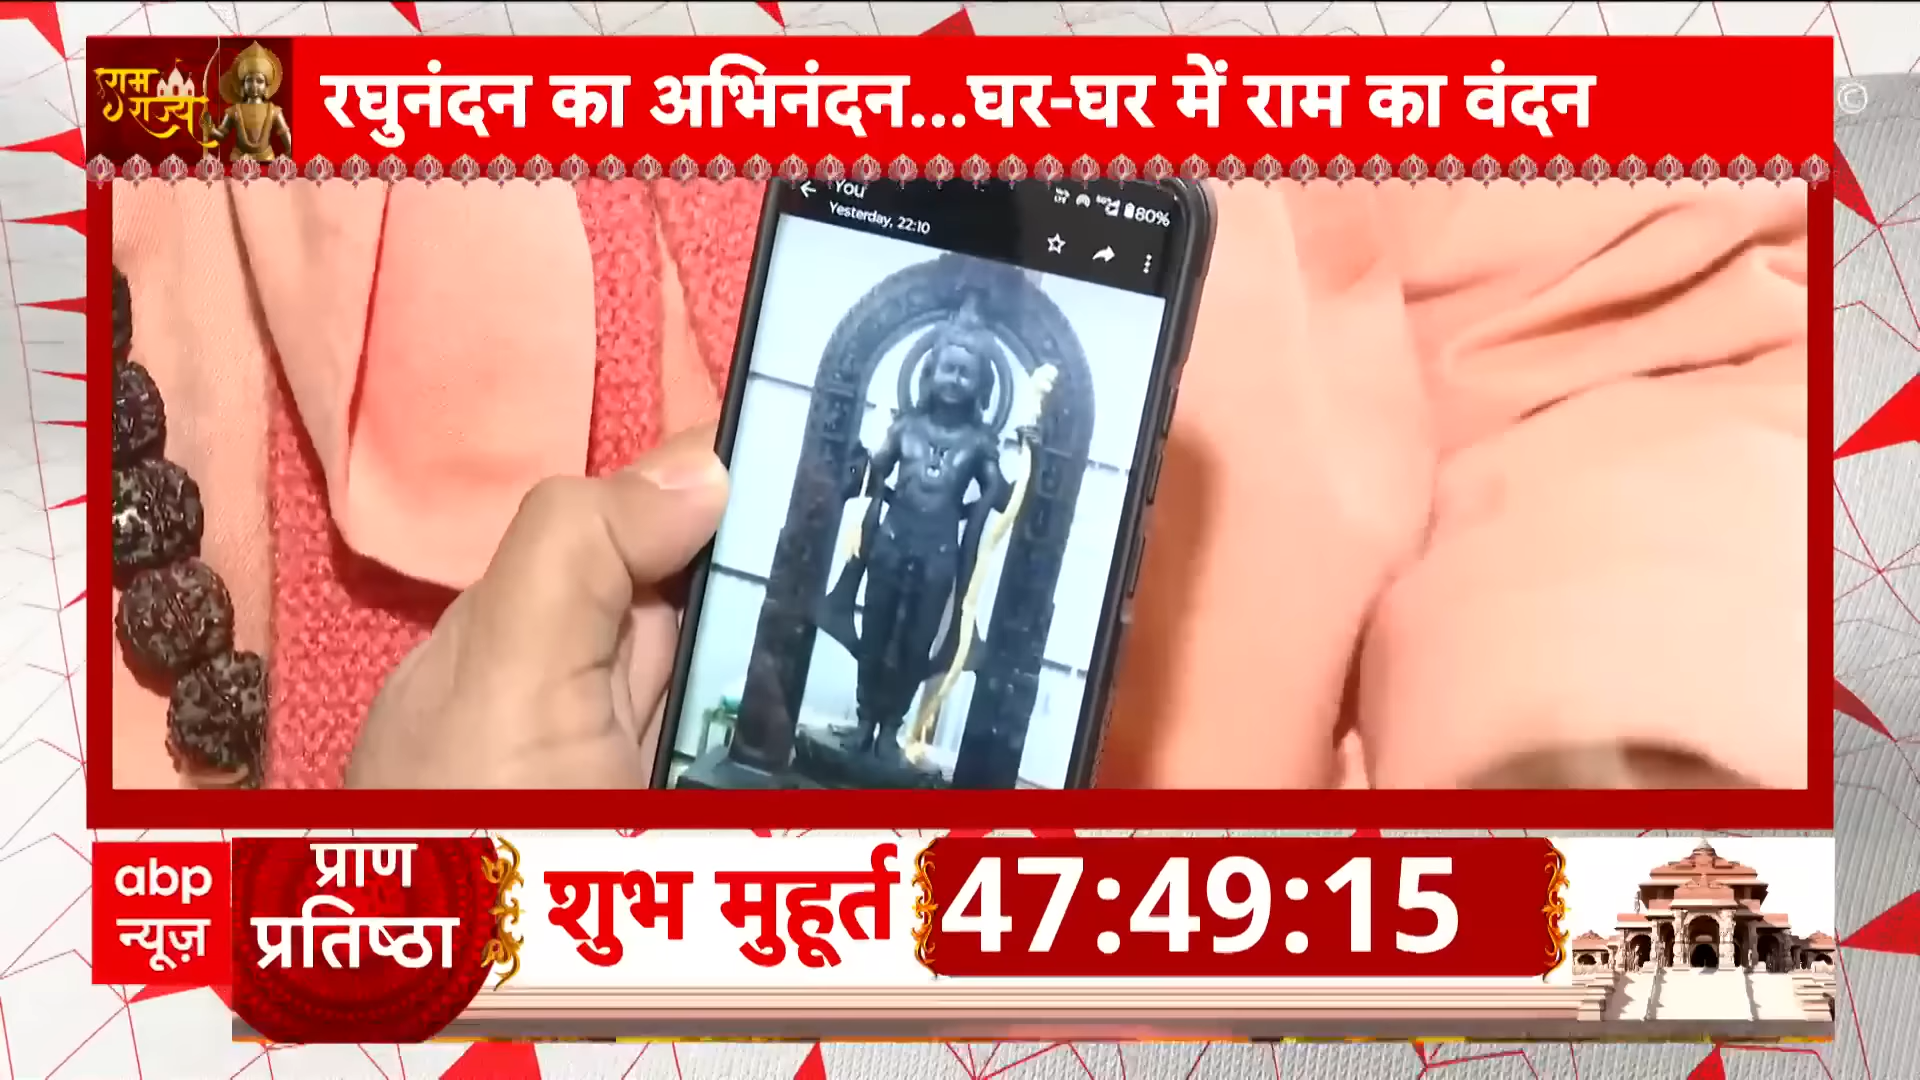 राम राज्य
रघुनंदन का अभिनंदन...घर-घर में राम का वंदन
©
You
Yesterday, 22:10
80%
abp
न्यूज़
प्राण
प्रतिष्ठा
शुभ मुहूर्त
47:49:15